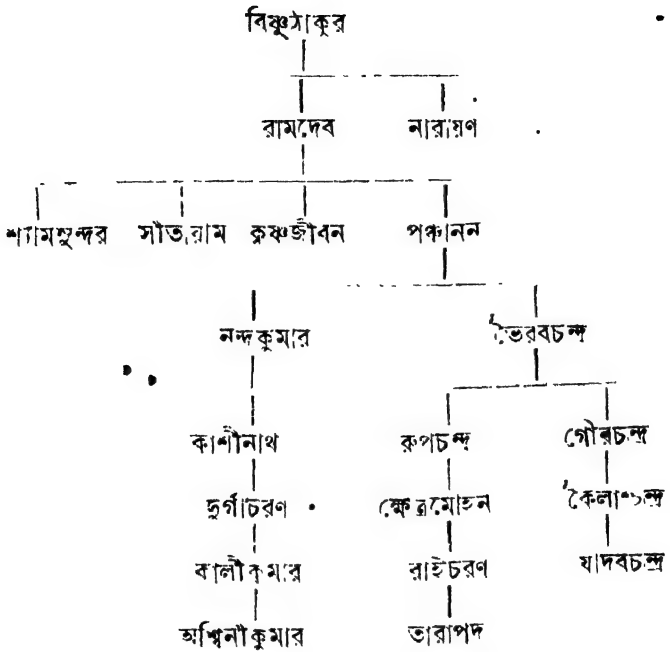 বিষ্ণুঠাকুর
রামদেব নারায়ণ
শ্যামসুন্দর সীতারাম কৃষ্ণজীবন পঞ্চানন
নন্দকুমার ভৈরবচন্দ্র
কাশীনাথ রুপচন্দ্র গৌরচন্দ্র
দুর্গাচরণ ক্ষেত্রমোহন কৈলাশচন্দ্র
কালীকুমার রাইচরণ যাদবচন্দ্র
অশ্বিনীকুমার তারাপদ